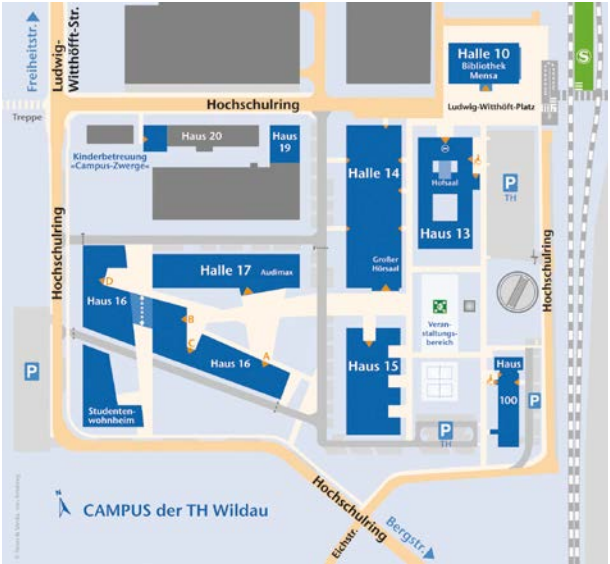 Freiheitstr.
Ludwig-
Witthöfft-Str.
Halle 10
Bibliothek
Mensa
S
Hochschulring
Ludwig-Witthöft-Platz
Treppe
Haus 20
Haus
19
Kinderbetreuung
»Campus-Zwerge«
Halle 14
Hofsaal
Haus 13
P
TH
Hochschulring
Halle 17 Audimax
Großer
Hörsaal
Hochschulring
D
Haus 16
B
C
Haus 16
A
Veran-
staltungs-
bereich
Haus 15
Haus
100
P
P
P
TH
Studenten-
wohnheim
N
CAMPUS der TH Wildau
Hochschulring
Eichstr.
Bergstr.